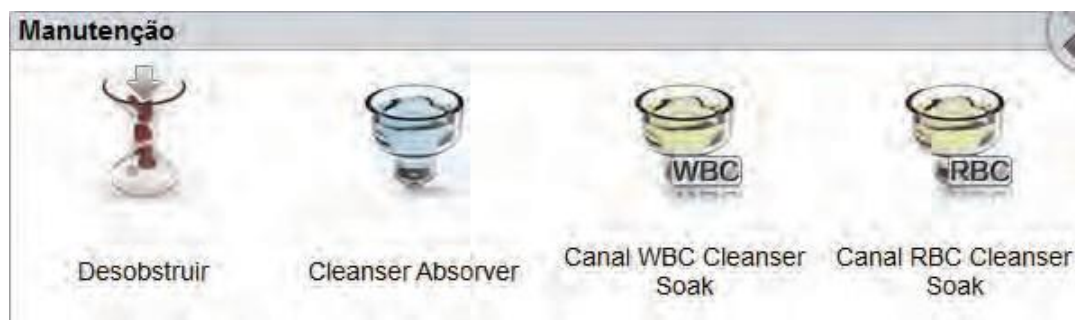 Manutenção
WBC
RBC
Desobstruir
Cleanser Absorver
Canal WBC Cleanser
Soak
Canal RBC Cleanser
Soak